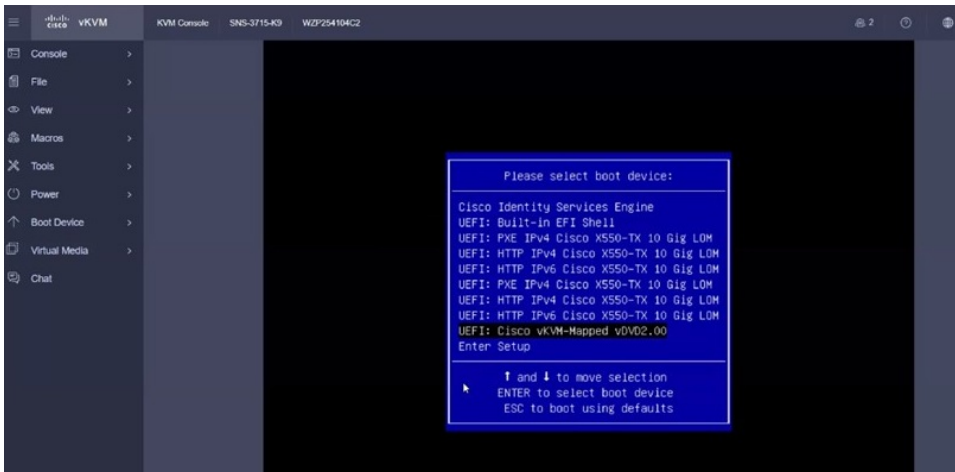 cisco vKVM
KVM Console SNS-3715-K9 WZP254104C2
2
Console
File
View
Macros
Tools
Power
Boot Device
Virtual Media
Chat
Please select boot device:
Cisco Identity Services Engine
UEFI: Built-in EFI Shell
UEFI: PXE IPv4 Cisco X550-TX 10 Gig LOM
UEFI: HTTP IPv4 Cisco X550-TX 10 Gig LOM
UEFI: HTTP IPv6 Cisco X550-TX 10 Gig LOM
UEFI: PXE IPv4 Cisco X550-TX 10 Gig LOM
UEFI: HTTP IPv4 Cisco X550-TX 10 Gig LOM
UEFI: HTTP IPv6 Cisco X550-TX 10 Gig LOM
UEFI: Cisco vKVM-Mapped vDVD2.00
Enter Setup
↑ and ↓ to move selection
ENTER to select boot device
ESC to boot using defaults